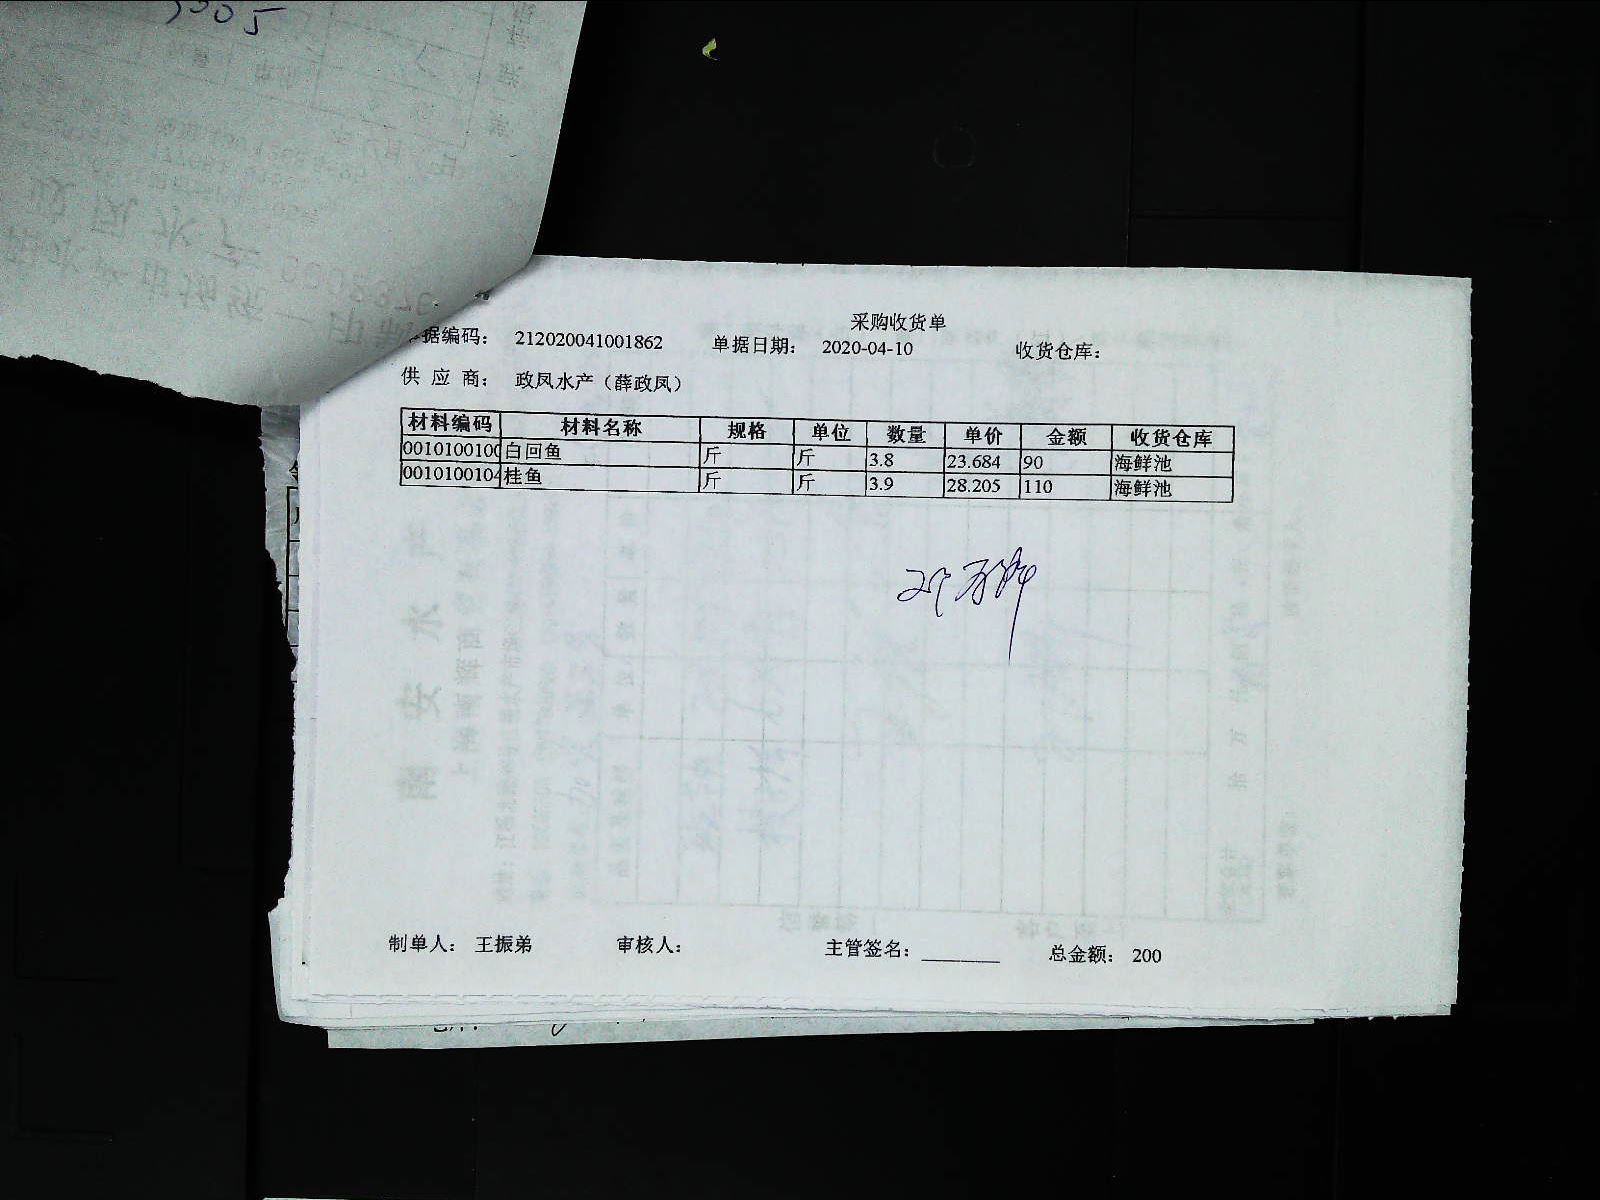 3005
采购收货单
据编码： 212020041001862 单据日期： 2020-04-10 收货仓库：
供 应 商： 政凤水产（薛政凤）
材料编码 材料名称 规格 单位 数量 单价 金额 收货仓库
0010100100 白回鱼 斤 斤 3.8 23.684 90 海鲜池
0010100104 桂鱼 斤 斤 3.9 28.205 110 海鲜池
制单人： 王振弟 审核人： 主管签名： 总金额： 200